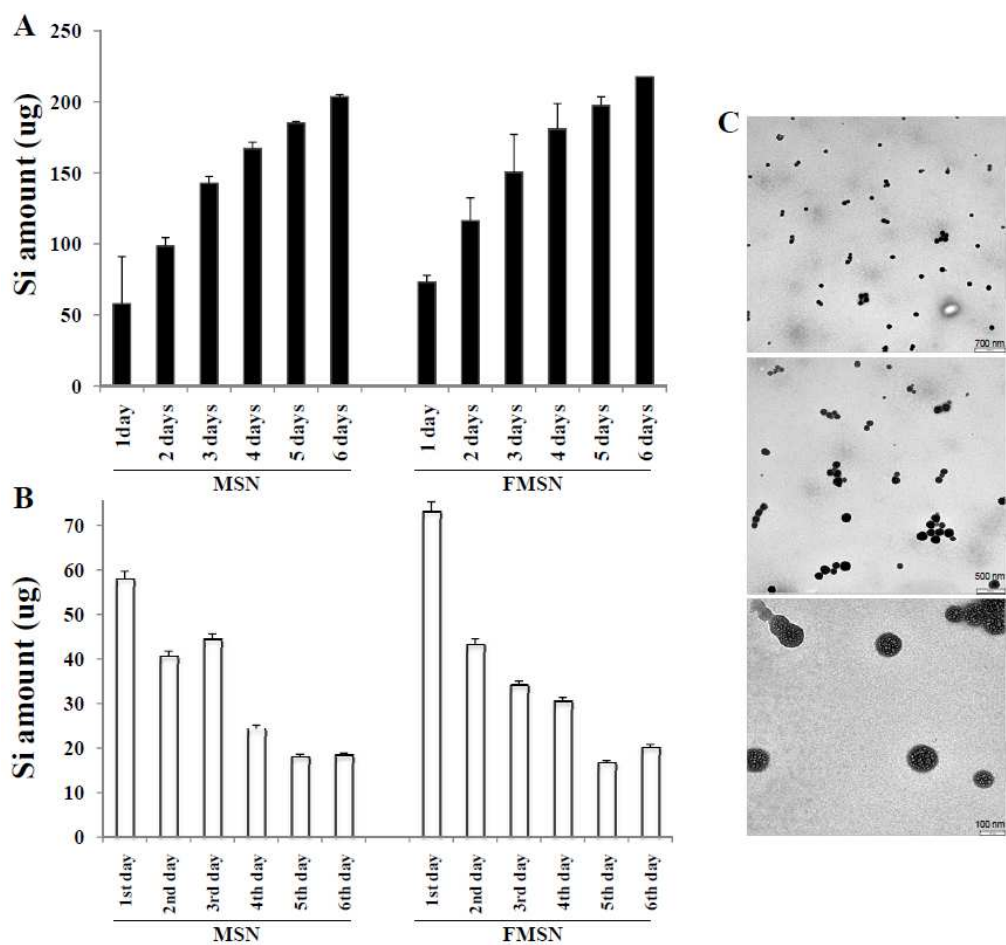 A
Si amount (ug)
250
200
150
100
50
0
1day
2 days
3 days
4 days
5 days
6 days
1 day
2 days
3 days
4 days
5 days
6 days
MSN
FMSN
B
Si amount (ug)
70
60
50
40
30
20
10
0
1st day
2nd day
3rd day
4th day
5th day
6th day
1st day
2nd day
3rd day
4th day
5th day
6th day
MSN
FMSN
C
700 nm
500 nm
100 nm